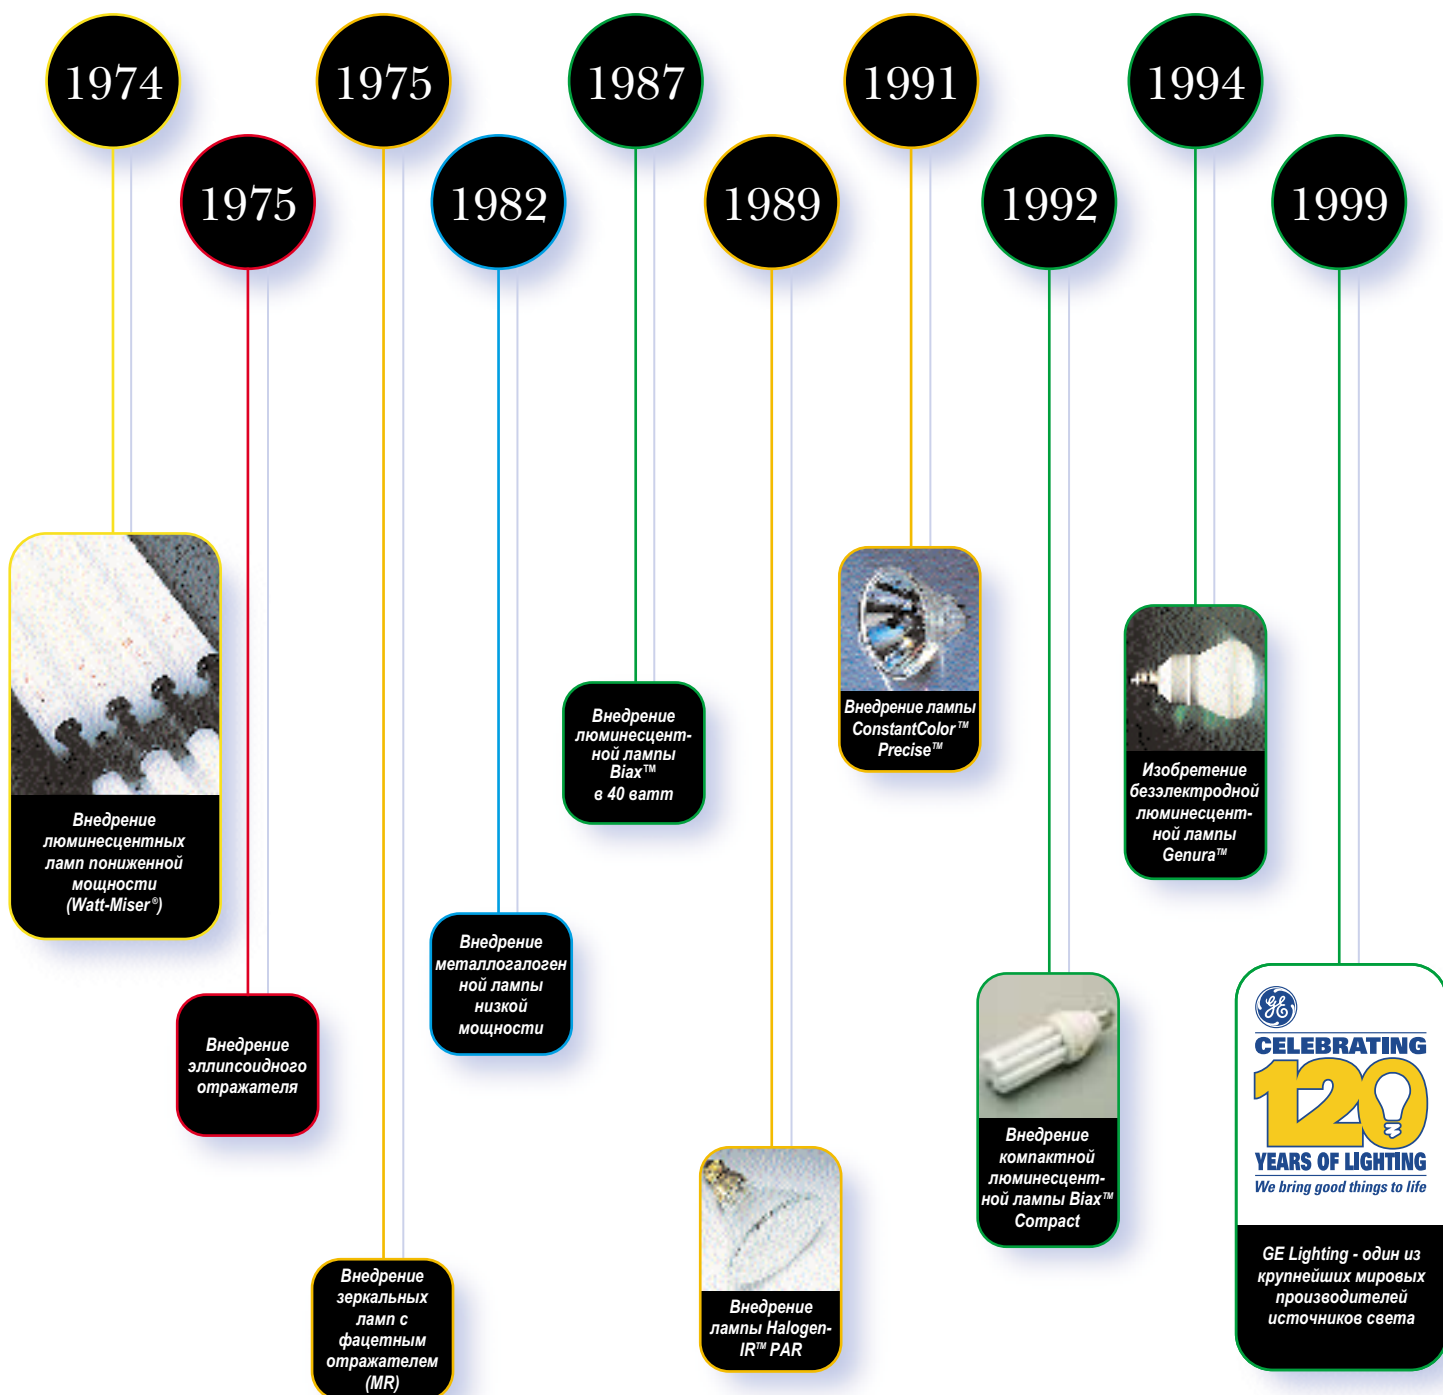 1974
1975
1987
1991
1994
1975
1982
1989
1992
1999
Внедрение
люминесцентных
ламп пониженной
мощности
(Watt-Miser®)
Внедрение
эллипсоидного
отражателя
Внедрение
зеркальных
ламп с
фацетным
отражателем
(MR)
Внедрение
металлогалоген
ной лампы
низкой
мощности
Внедрение
люминесцент-
ной лампы
Biax™
в 40 ватт
Внедрение
лампы Halogen-
IR™ PAR
Внедрение лампы
ConstantColor™
Precise™
Внедрение
компактной
люминесцент-
ной лампы Biax™
Compact
Изобретение
безэлектродной
люминесцент-
ной лампы
Genura™
GE
CELEBRATING
120
YEARS OF LIGHTING
We bring good things to life
GE Lighting - один из
крупнейших мировых
производителей
источников света